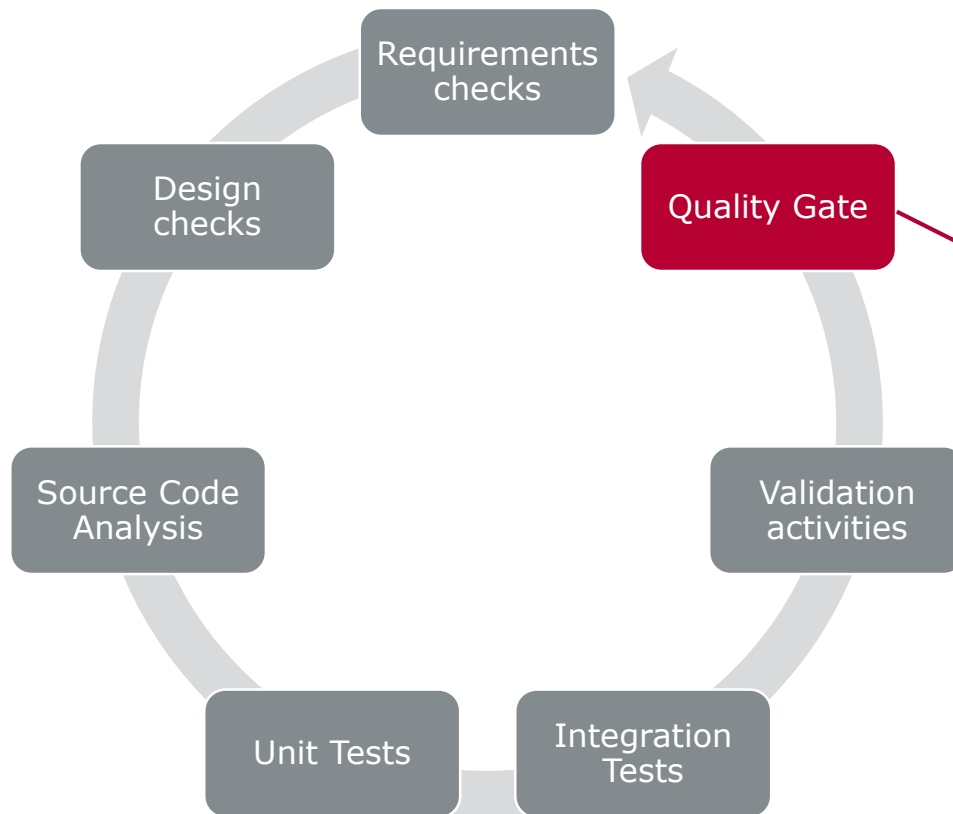 Requirements
checks
Design
checks
Quality Gate
Source Code
Analysis
Validation
activities
Unit Tests
Integration
Tests